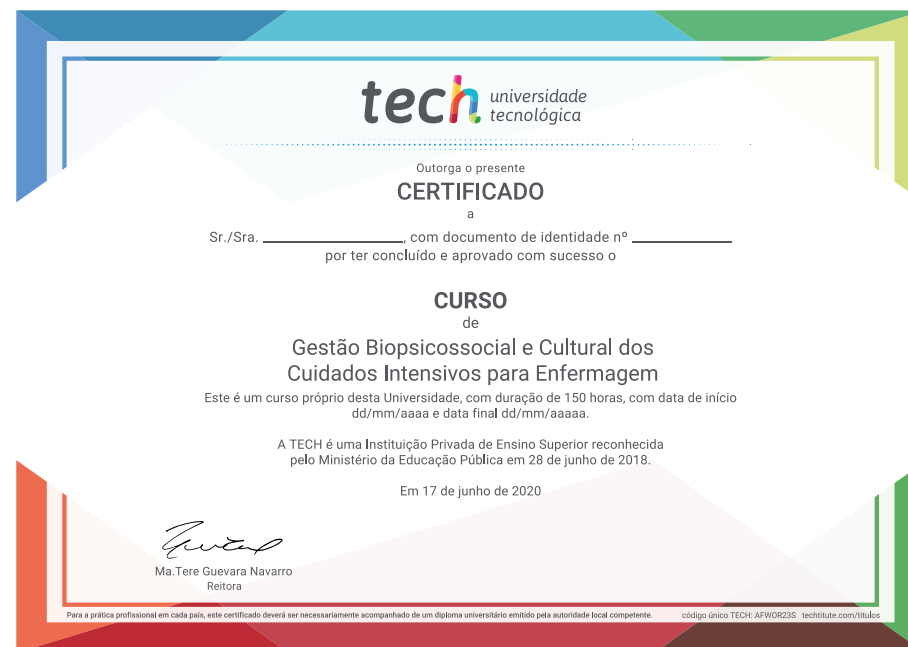 tech universidade
tecnológica
Outorga o presente
CERTIFICADO
a
Sr./Sra. ______________, com documento de identidade nº __________
por ter concluído e aprovado com sucesso o
CURSO
de
Gestão Biopsicossocial e Cultural dos
Cuidados Intensivos para Enfermagem
Este é um curso próprio desta Universidade, com duração de 150 horas, com data de início
dd/mm/aaaa e data final dd/mm/aaaaa.
A TECH é uma Instituição Privada de Ensino Superior reconhecida
pelo Ministério da Educação Pública em 28 de junho de 2018.
Em 17 de junho de 2020
Ma.Tere Guevara Navarro
Reitora
Para a prática profissional em cada país, este certificado deverá ser necessariamente acompanhado de um diploma universitário emitido pela autoridade local competente. código único TECH: AFWOR23S techtitute.com/titulos